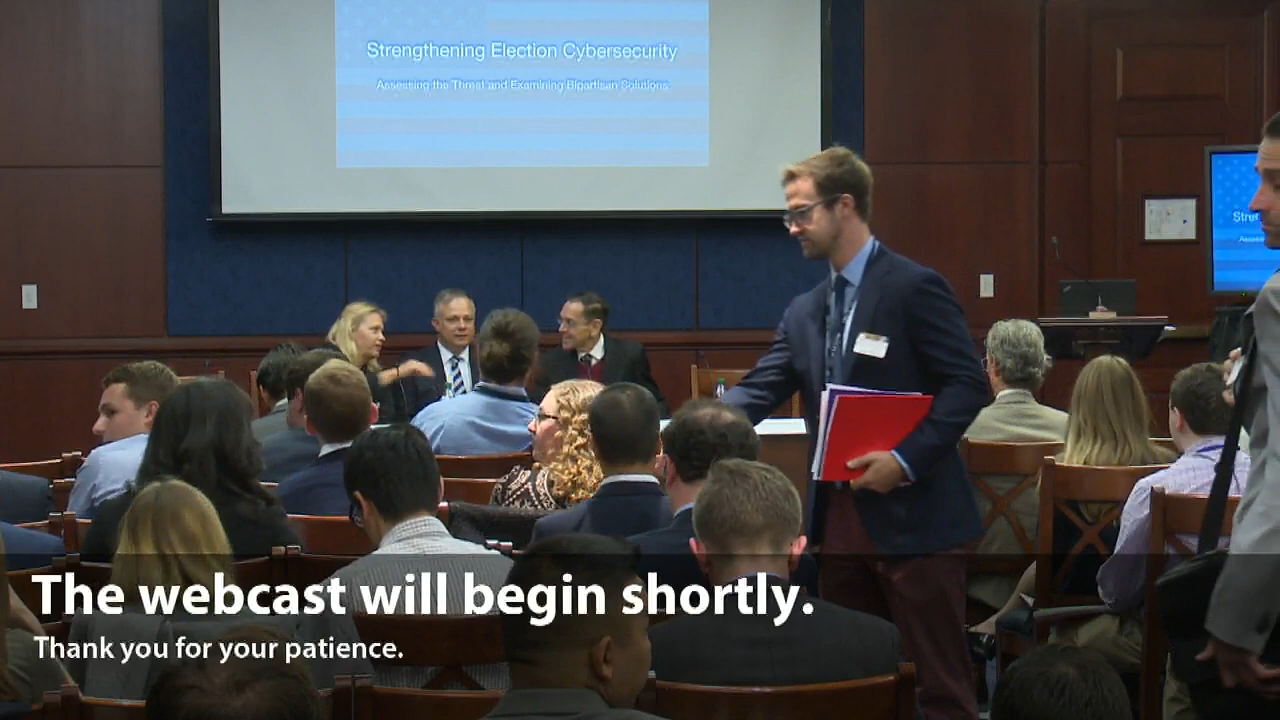 Strengthening Election Cybersecurity
Assessing the Threat and Examining Bipartisan Solutions
The webcast will begin shortly.
Thank you for your patience.